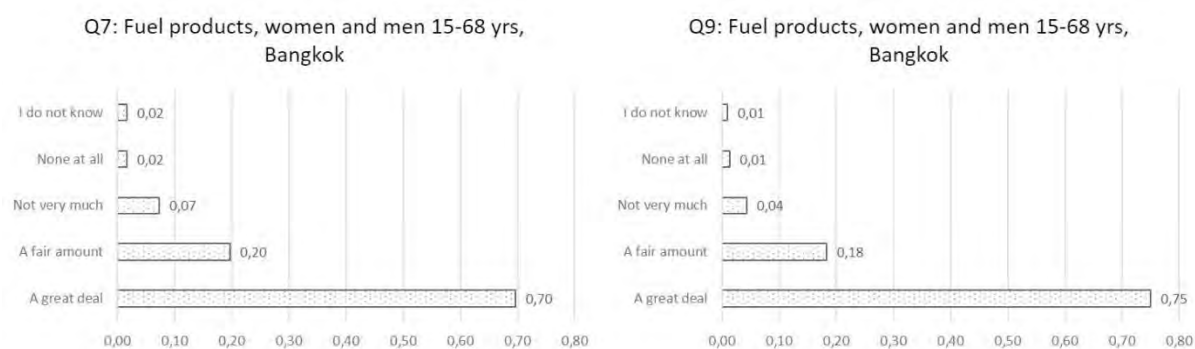 Q7: Fuel products, women and men 15-68 yrs,
Bangkok
I do not know
0,02
None at all
0,02
Not very much
0,07
A fair amount
0,20
A great deal
0,70
0,00 0,10 0,20 0,30 0,40 0,50 0,60 0,70 0,80
Q9: Fuel products, women and men 15-68 yrs,
Bangkok
I do not know
0,01
None at all
0,01
Not very much
0,04
A fair amount
0,18
A great deal
0,75
0,00 0,10 0,20 0,30 0,40 0,50 0,60 0,70 0,80